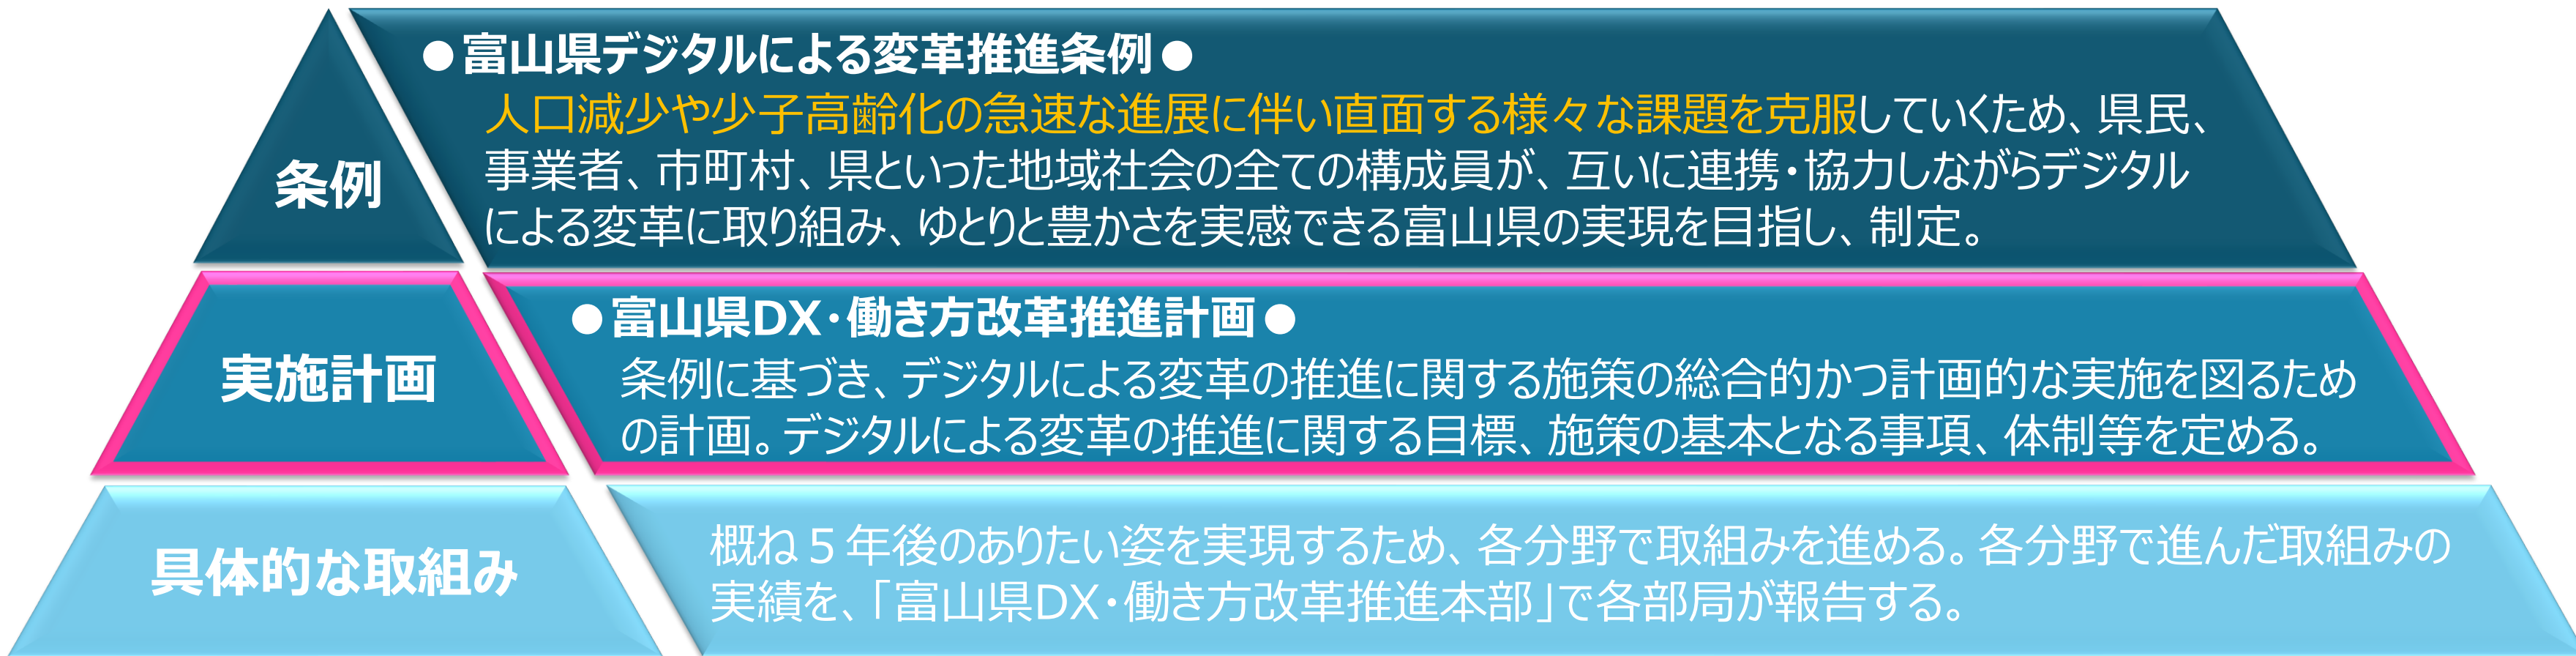 条例
●富山県デジタルによる変革推進条例●
人口減少や少子高齢化の急速な進展に伴い直面する様々な課題を克服していくため、県民、
事業者、市町村、県といった地域社会の全ての構成員が、互いに連携・協力しながらデジタル
による変革に取り組み、ゆとりと豊かさを実感できる富山県の実現を目指し、制定。
実施計画
●富山県DX・働き方改革推進計画●
条例に基づき、デジタルによる変革の推進に関する施策の総合的かつ計画的な実施を図るため
の計画。デジタルによる変革の推進に関する目標、施策の基本となる事項、体制等を定める。
具体的な取組み
概ね５年後のありたい姿を実現するため、各分野で取組みを進める。各分野で進んだ取組みの
実績を、「富山県DX・働き方改革推進本部」で各部局が報告する。